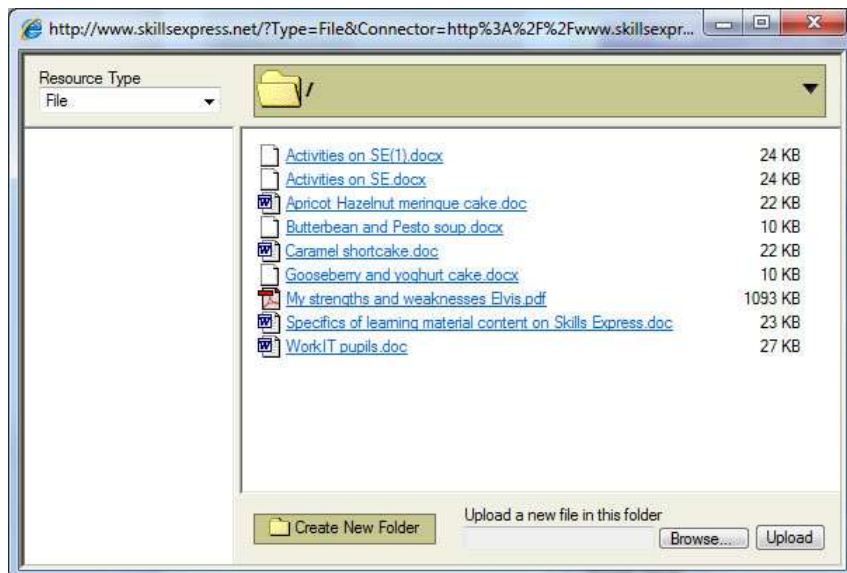 http://www.skillsexpress.net/?Type=File&Connector=http%3A%2F%2Fwww.skillsexpr...
Resource Type
File
/
Activities on SE(1).docx 24 KB
Activities on SE.docx 24 KB
Apricot Hazelnut meringue cake.doc 22 KB
Butterbean and Pesto soup.docx 10 KB
Caramel shortcake.doc 22 KB
Gooseberry and yoghurt cake.docx 10 KB
My strengths and weaknesses Elvis.pdf 1093 KB
Specifics of learning material content on Skills Express.doc 23 KB
WorkIT pupils.doc 27 KB
Create New Folder
Upload a new file in this folder
Browse... Upload